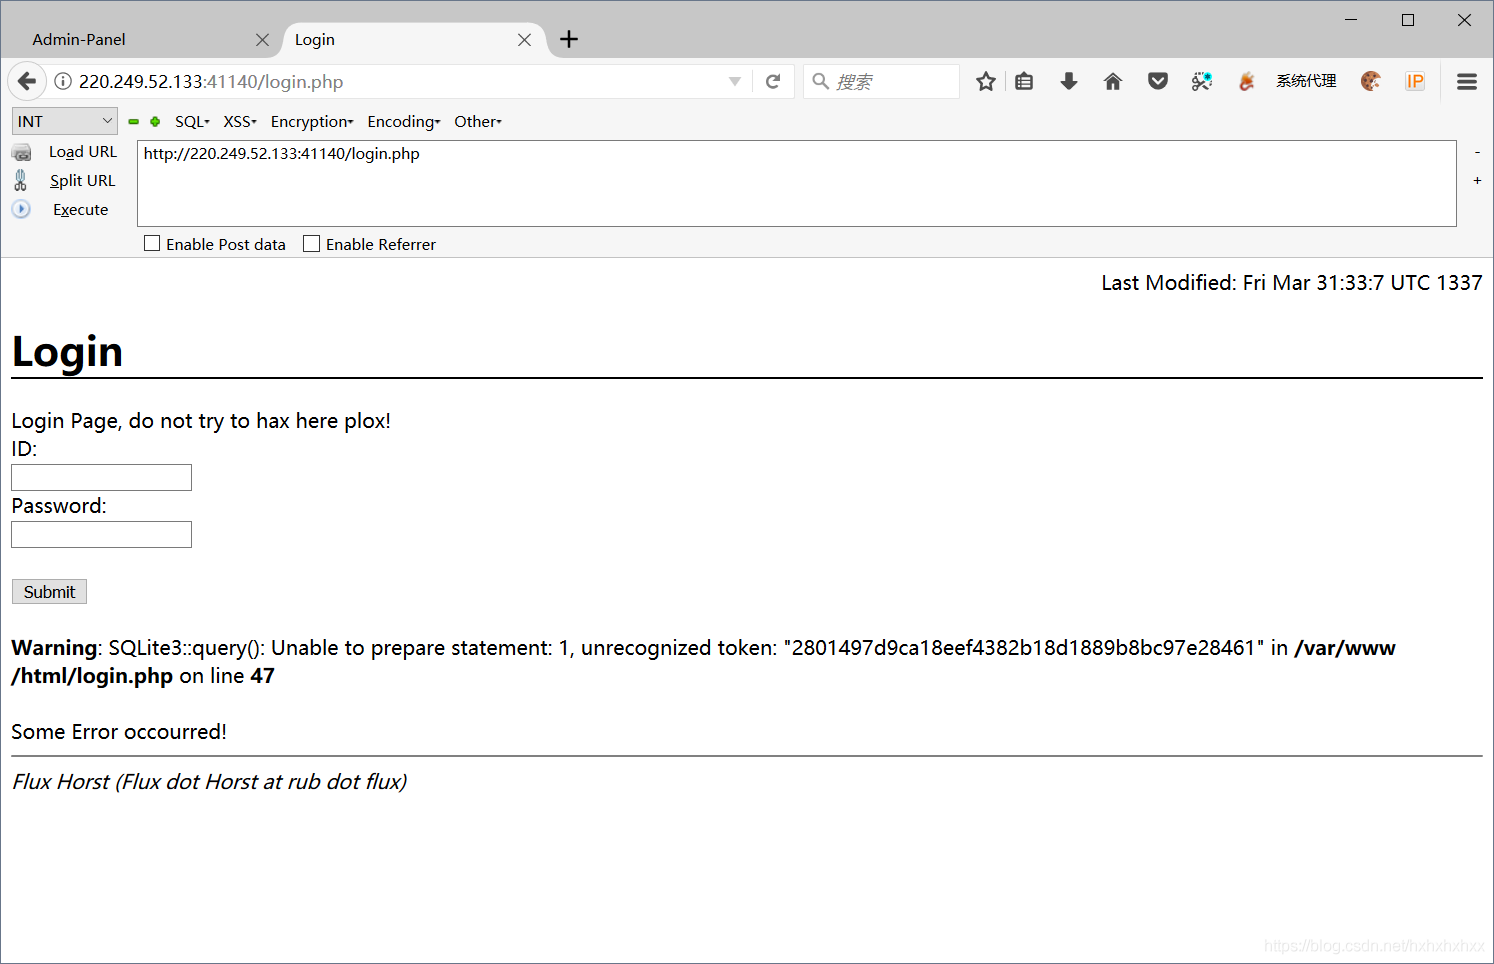 Admin-Panel
Login
220.249.52.133:41140/login.php
搜索
系统代理
IP
INT
SQL
XSS
Encryption
Encoding
Other
Load URL
http://220.249.52.133:41140/login.php
-
Split URL
+
Execute
Enable Post data
Enable Referrer
Last Modified: Fri Mar 31:33:7 UTC 1337
Login
Login Page, do not try to hax here plox!
ID:
Password:
Submit
Warning: SQLite3::query(): Unable to prepare statement: 1, unrecognized token: "2801497d9ca18eef4382b18d1889b8bc97e28461" in /var/www
/html/login.php on line 47
Some Error occourred!
Flux Horst (Flux dot Horst at rub dot flux)
https://blog.csdn.net/hxhxhxhxx